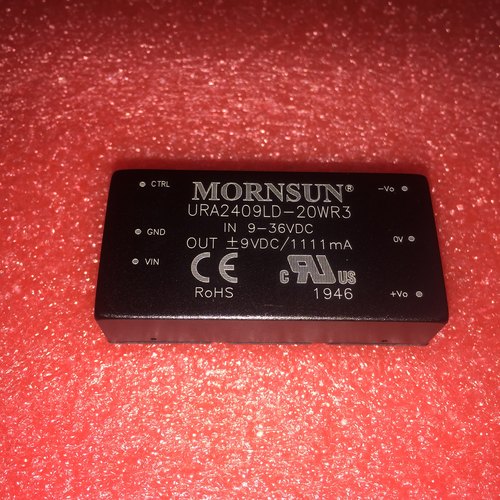 CTRL MORNSUN® -Vo
URA2409LD-20WR3
IN 9-36VDC
GND OUT ±9VDC/1111mA 0V
VIN CE c RU US
RoHS 1946 +Vo